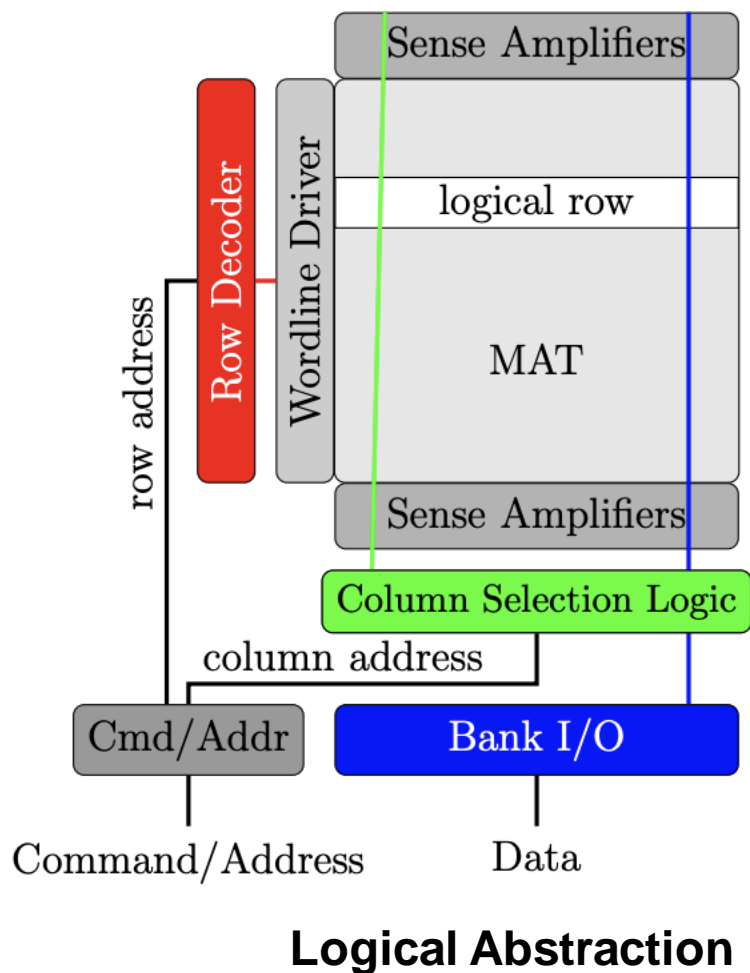 Sense Amplifiers
Row Decoder
Wordline Driver
logical row
row address
MAT
Sense Amplifiers
Column Selection Logic
column address
Cmd/Addr
Bank I/O
Command/Address
Data
Logical Abstraction